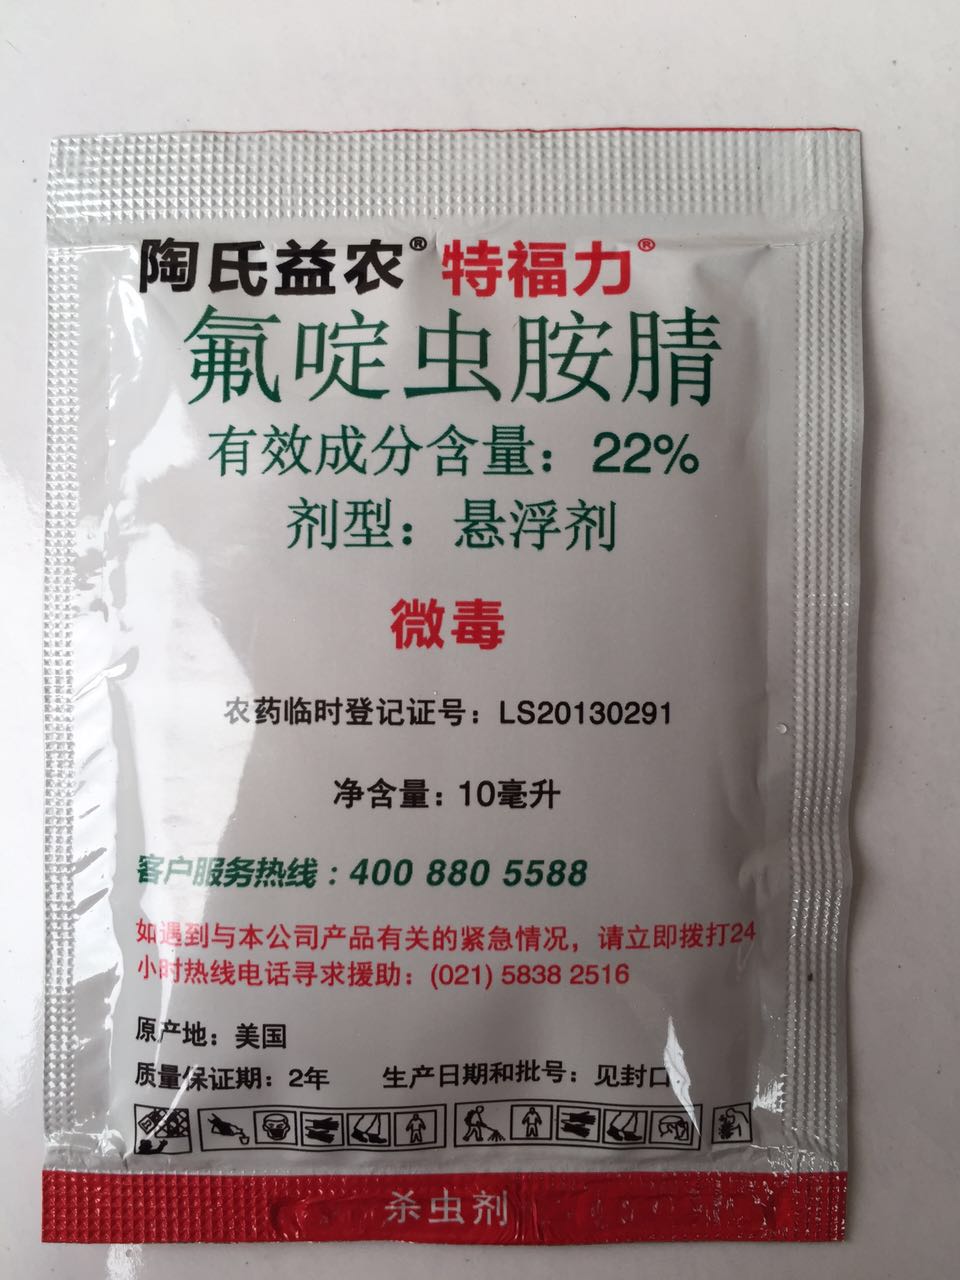 陶氏益农® 特福力®
氟啶虫胺腈
有效成分含量：22%
剂型：悬浮剂
微毒
农药临时登记证号：LS20130291
净含量：10毫升
客户服务热线：400 880 5588
如遇到与本公司产品有关的紧急情况，请立即拨打24
小时热线电话寻求援助：(021) 5838 2516
原产地：美国
质量保证期：2年 生产日期和批号：见封口
杀虫剂